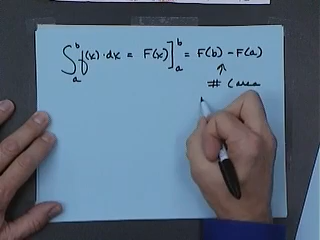 ∫ₐᵇ f(x)·dx = F(x)]ₐᵇ = F(b) - F(a)
↑
# (area